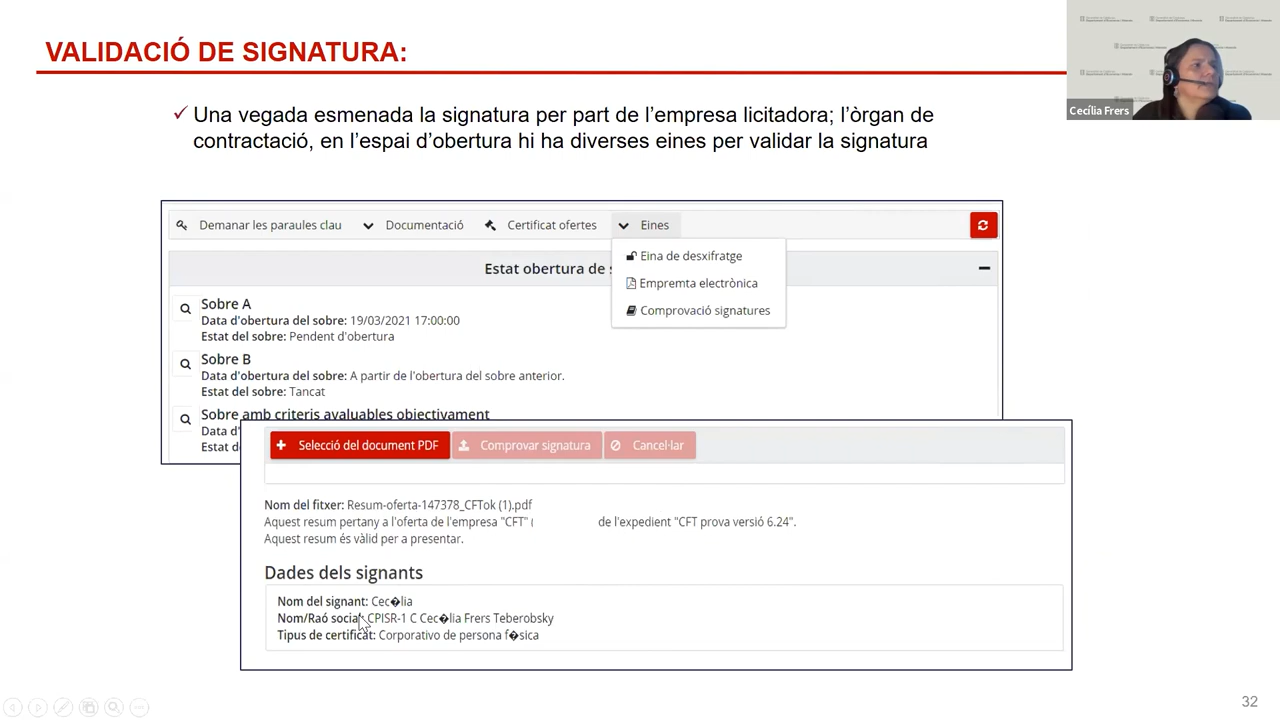 VALIDACIÓ DE SIGNATURA:
Cecília Frers
✓ Una vegada esmenada la signatura per part de l'empresa licitadora; l'òrgan de
contractació, en l'espai d'obertura hi ha diverses eines per validar la signatura
Demanar les paraules clau Documentació Certificat ofertes Eines
Eina de desxifratge
Empremta electrònica
Comprovació signatures
Estat obertura de
Sobre A
Data d'obertura del sobre: 19/03/2021 17:00:00
Estat del sobre: Pendent d'obertura
Sobre B
Data d'obertura del sobre: A partir de l'obertura del sobre anterior.
Estat del sobre: Tancat
Sobre amb criteris avaluables objectivament
Data d
Estat d
Selecció del document PDF Comprovar signatura Cancel·lar
Nom del fitxer: Resum-oferta-147378_CFTok (1).pdf
Aquest resum pertany a l'oferta de l'empresa "CFT" ( de l'expedient "CFT prova versió 6.24".
Aquest resum és vàlid per a presentar.
Dades dels signants
Nom del signant: Cec�lia
Nom/Raó social: CPISR-1 C Cec�lia Frers Teberobsky
Tipus de certificat: Corporativo de persona f�sica
32